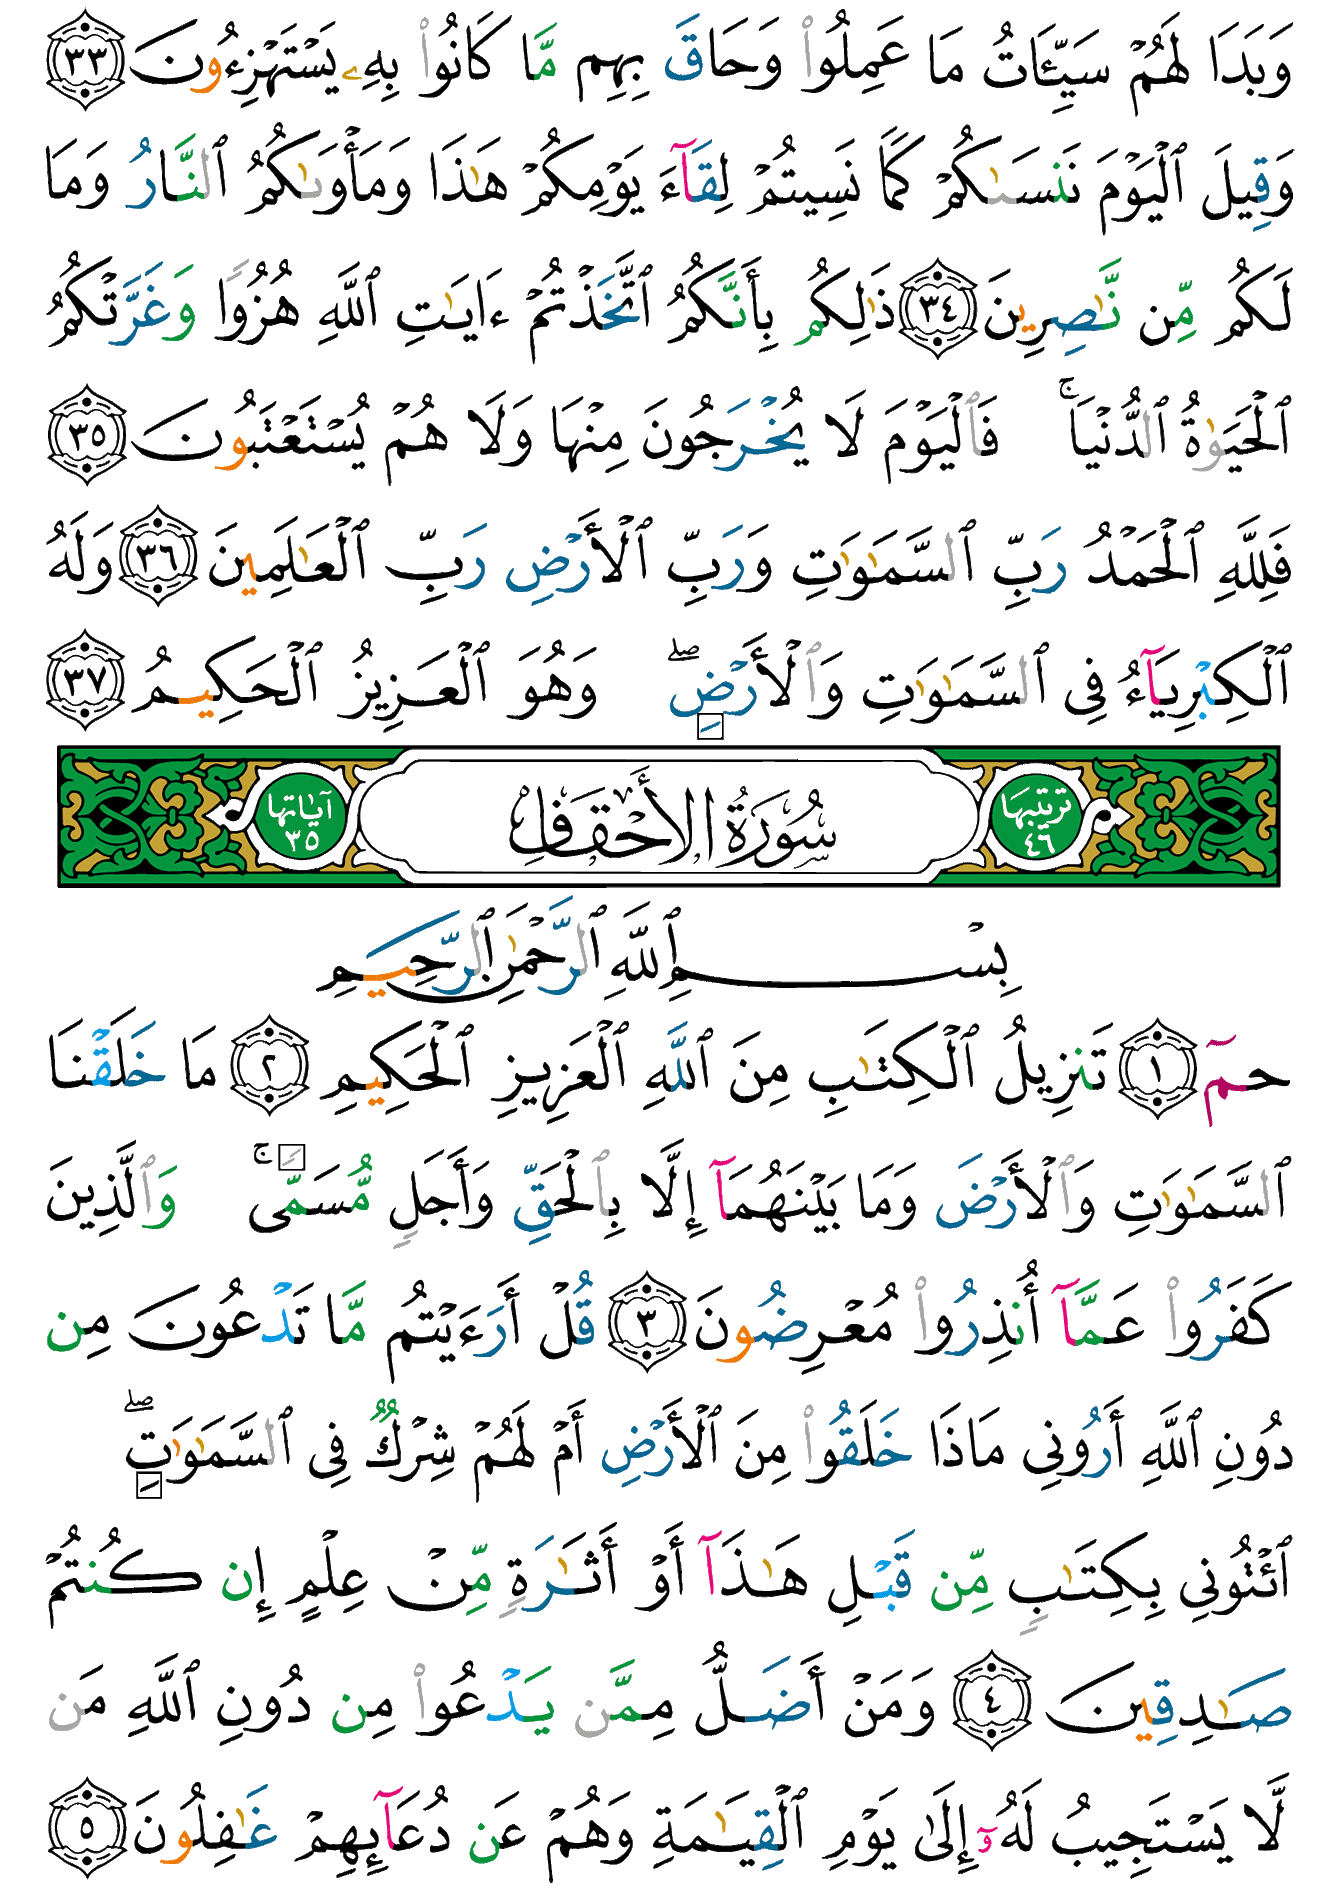 وَبَدَا لَهُمْ سَيِّـَٔاتُ مَا عَمِلُوا۟ وَحَاقَ بِهِم مَّا كَانُوا۟ بِهِۦ يَسْتَهْزِءُونَ ٣٣
وَقِيلَ ٱلْيَوْمَ نَنسَىٰكُمْ كَمَا نَسِيتُمْ لِقَآءَ يَوْمِكُمْ هَـٰذَا وَمَأْوَىٰكُمُ ٱلنَّارُ وَمَا
لَكُم مِّن نَّـٰصِرِينَ ٣٤ ذَٰلِكُم بِأَنَّكُمُ ٱتَّخَذْتُمْ ءَايَـٰتِ ٱللَّهِ هُزُوًا وَغَرَّتْكُمُ
ٱلْحَيَوٰةُ ٱلدُّنْيَا ۚ فَٱلْيَوْمَ لَا يُخْرَجُونَ مِنْهَا وَلَا هُمْ يُسْتَعْتَبُونَ ٣٥
فَلِلَّهِ ٱلْحَمْدُ رَبِّ ٱلسَّمَـٰوَٰتِ وَرَبِّ ٱلْأَرْضِ رَبِّ ٱلْعَـٰلَمِينَ ٣٦ وَلَهُ
ٱلْكِبْرِيَآءُ فِى ٱلسَّمَـٰوَٰتِ وَٱلْأَرْضِ ۖ وَهُوَ ٱلْعَزِيزُ ٱلْحَكِيمُ ٣٧
ترتيبها ٤٦ سُورَةُ الأَحْقَافِ آياتها ٣٥
بِسْمِ ٱللَّهِ ٱلرَّحْمَـٰنِ ٱلرَّحِيمِ
حمٓ ١ تَنزِيلُ ٱلْكِتَـٰبِ مِنَ ٱللَّهِ ٱلْعَزِيزِ ٱلْحَكِيمِ ٢ مَا خَلَقْنَا
ٱلسَّمَـٰوَٰتِ وَٱلْأَرْضَ وَمَا بَيْنَهُمَآ إِلَّا بِٱلْحَقِّ وَأَجَلٍ مُّسَمًّى ۚ وَٱلَّذِينَ
كَفَرُوا۟ عَمَّآ أُنذِرُوا۟ مُعْرِضُونَ ٣ قُلْ أَرَءَيْتُم مَّا تَدْعُونَ مِن
دُونِ ٱللَّهِ أَرُونِى مَاذَا خَلَقُوا۟ مِنَ ٱلْأَرْضِ أَمْ لَهُمْ شِرْكٌ فِى ٱلسَّمَـٰوَٰتِ ۖ
ٱئْتُونِى بِكِتَـٰبٍ مِّن قَبْلِ هَـٰذَآ أَوْ أَثَـٰرَةٍ مِّنْ عِلْمٍ إِن كُنتُمْ
صَـٰدِقِينَ ٤ وَمَنْ أَضَلُّ مِمَّن يَدْعُوا۟ مِن دُونِ ٱللَّهِ مَن
لَّا يَسْتَجِيبُ لَهُۥٓ إِلَىٰ يَوْمِ ٱلْقِيَـٰمَةِ وَهُمْ عَن دُعَآئِهِمْ غَـٰفِلُونَ ٥